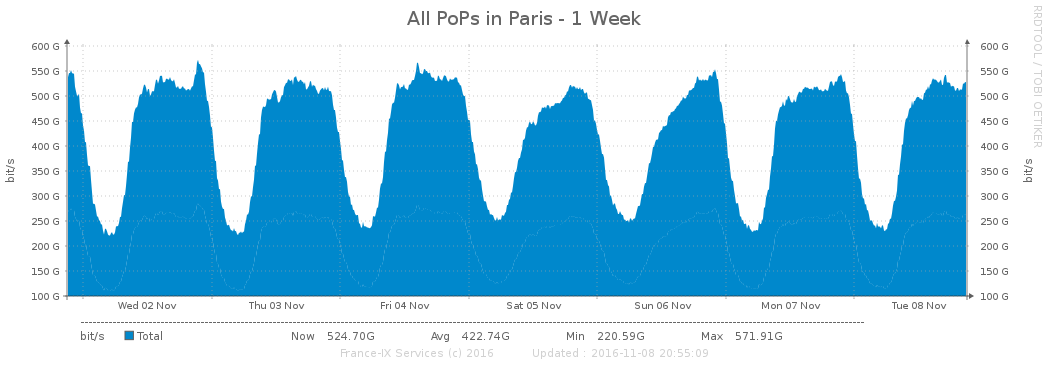 All PoPs in Paris - 1 Week
RRDTOOL / TOBI OETIKER
600 G 600 G
550 G 550 G
500 G 500 G
450 G 450 G
400 G 400 G
350 G 350 G
300 G 300 G
250 G 250 G
200 G 200 G
150 G 150 G
100 G 100 G
bit/s bit/s
Wed 02 Nov Thu 03 Nov Fri 04 Nov Sat 05 Nov Sun 06 Nov Mon 07 Nov Tue 08 Nov
bit/s Total Now 524.70G Avg 422.74G Min 220.59G Max 571.91G
France-IX Services (c) 2016 Updated : 2016-11-08 20:55:09